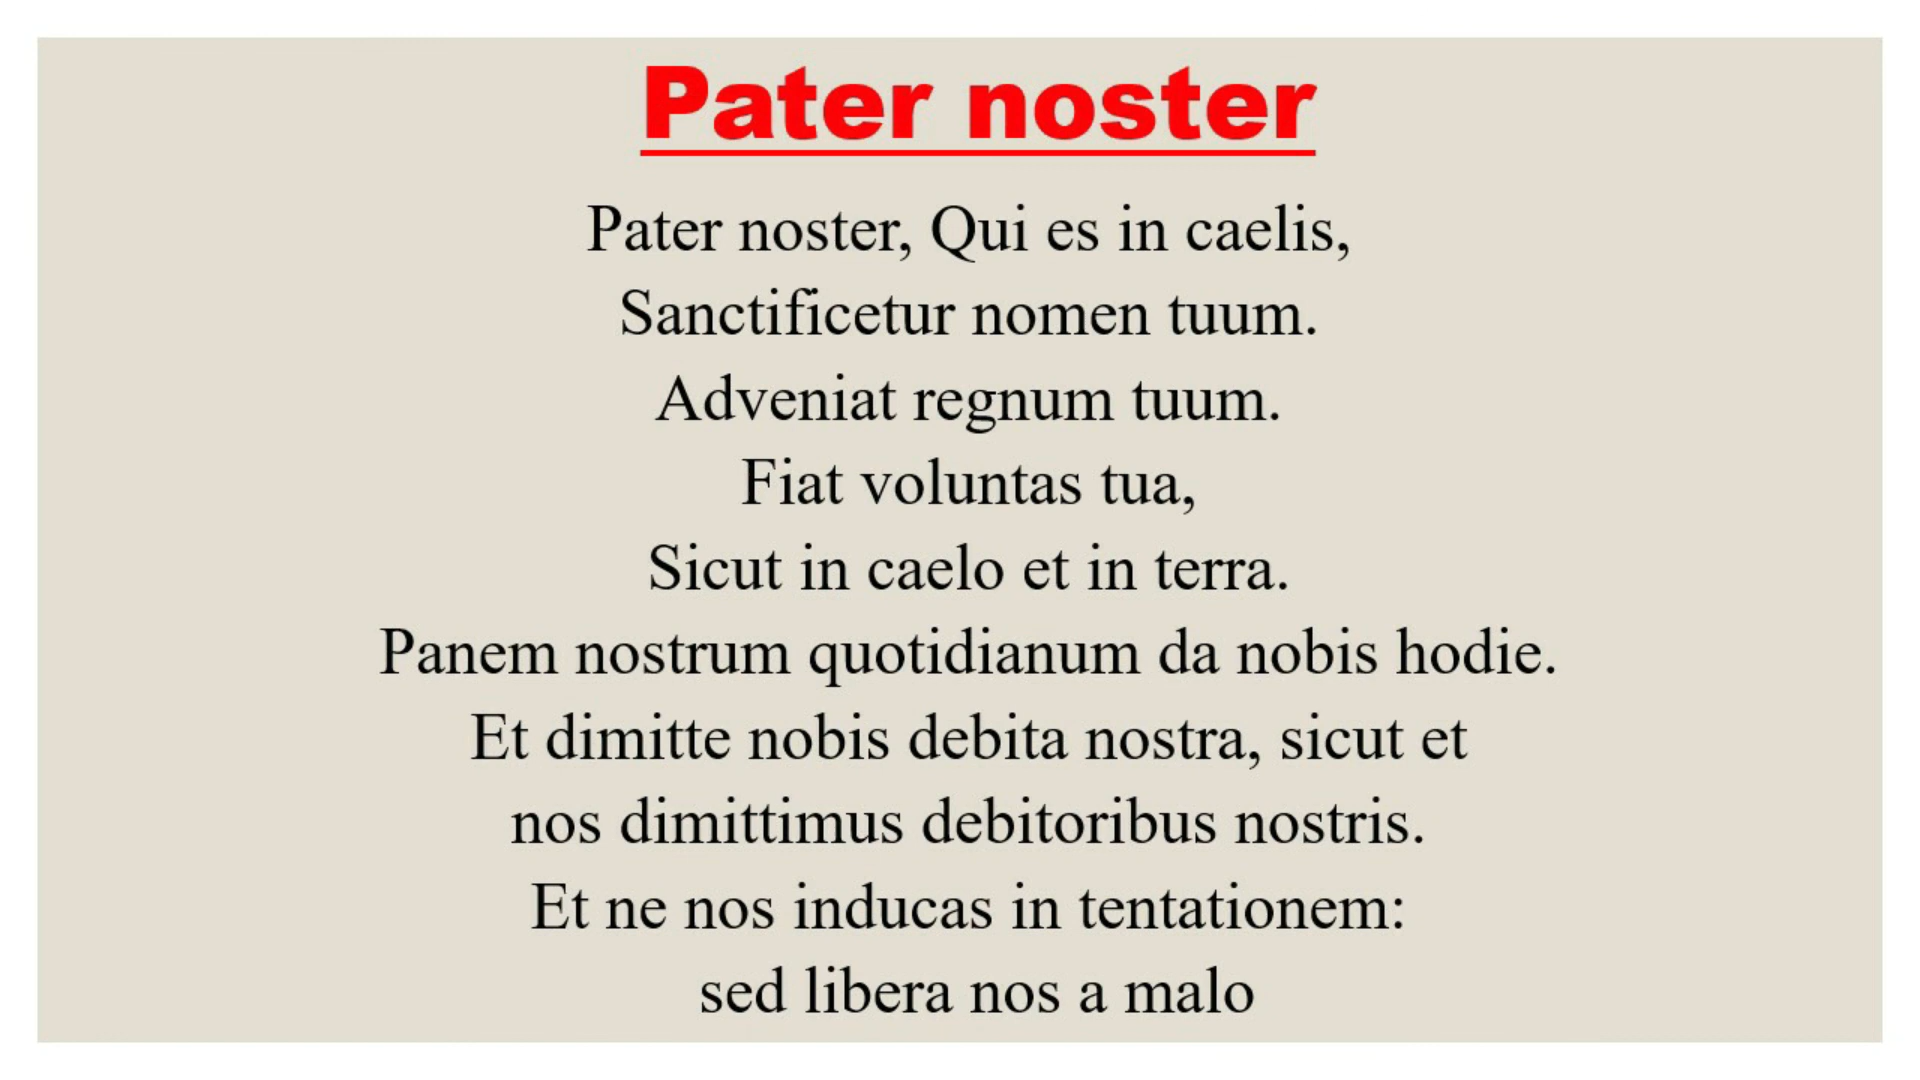 Pater noster
Pater noster, Qui es in caelis,
Sanctificetur nomen tuum.
Adveniat regnum tuum.
Fiat voluntas tua,
Sicut in caelo et in terra.
Panem nostrum quotidianum da nobis hodie.
Et dimitte nobis debita nostra, sicut et
nos dimittimus debitoribus nostris.
Et ne nos inducas in tentationem:
sed libera nos a malo